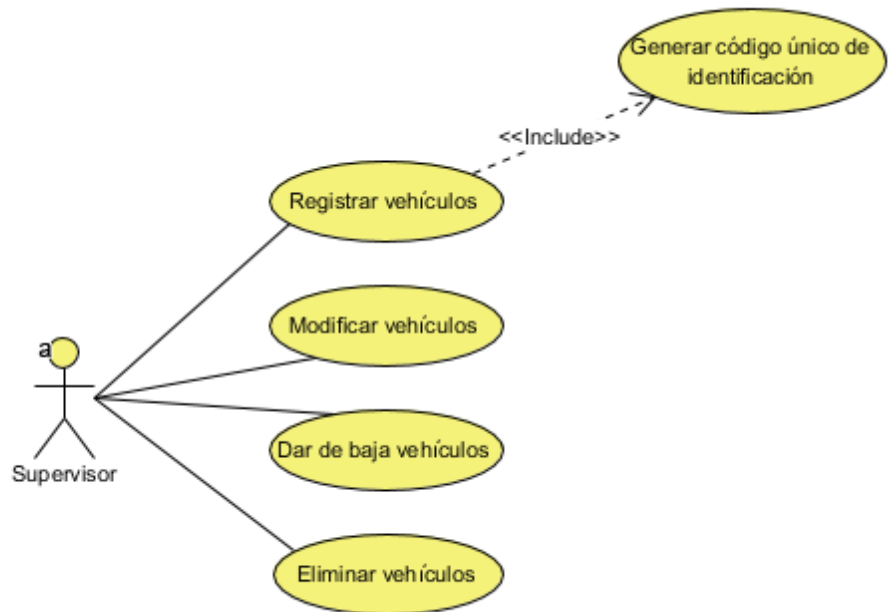 Generar código único de
identificación
<<Include>>
Registrar vehículos
Modificar vehículos
a
Dar de baja vehículos
Supervisor
Eliminar vehículos